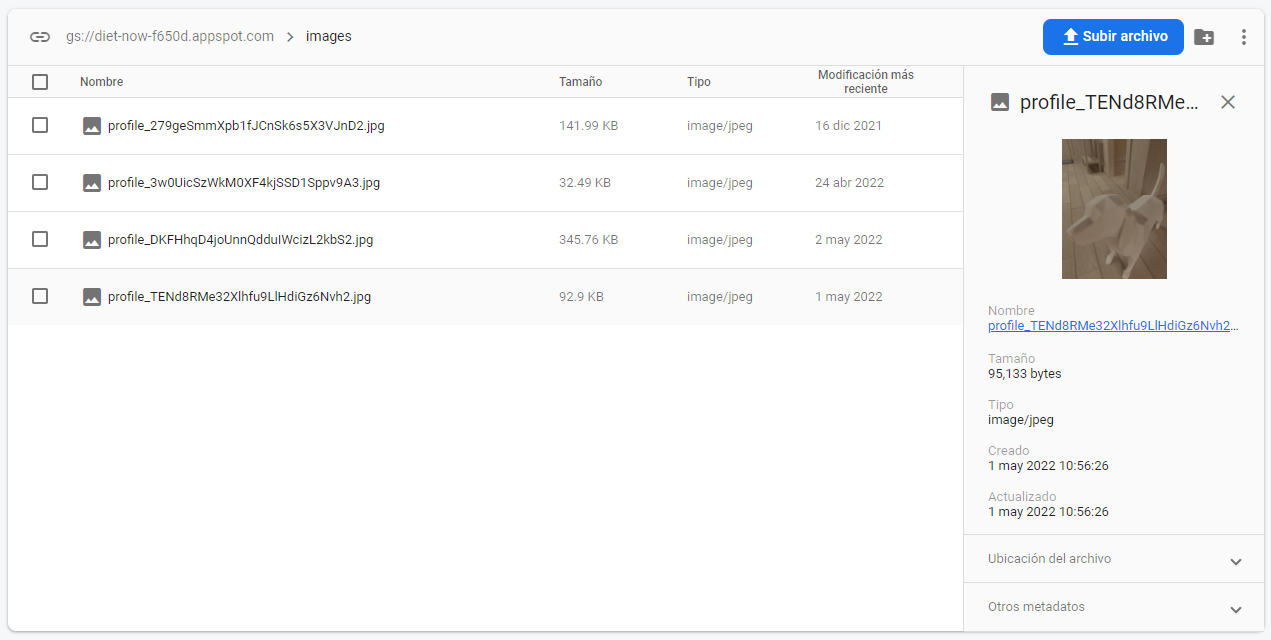 gs://diet-now-f650d.appspot.com > images
Subir archivo
Nombre Tamaño Tipo Modificación más reciente
profile_279geSmmXpb1fJCnSk6s5X3VJnD2.jpg 141.99 KB image/jpeg 16 dic 2021
profile_3w0UicSzWkM0XF4kjSSD1Sppv9A3.jpg 32.49 KB image/jpeg 24 abr 2022
profile_DKFHhqD4joUnnQdduIWcizL2kbS2.jpg 345.76 KB image/jpeg 2 may 2022
profile_TENd8RMe32Xlhfu9LlHdiGz6Nvh2.jpg 92.9 KB image/jpeg 1 may 2022
profile_TENd8RMe...
Nombre
profile_TENd8RMe32Xlhfu9LlHdiGz6Nvh2...
Tamaño
95,133 bytes
Tipo
image/jpeg
Creado
1 may 2022 10:56:26
Actualizado
1 may 2022 10:56:26
Ubicación del archivo
Otros metadatos